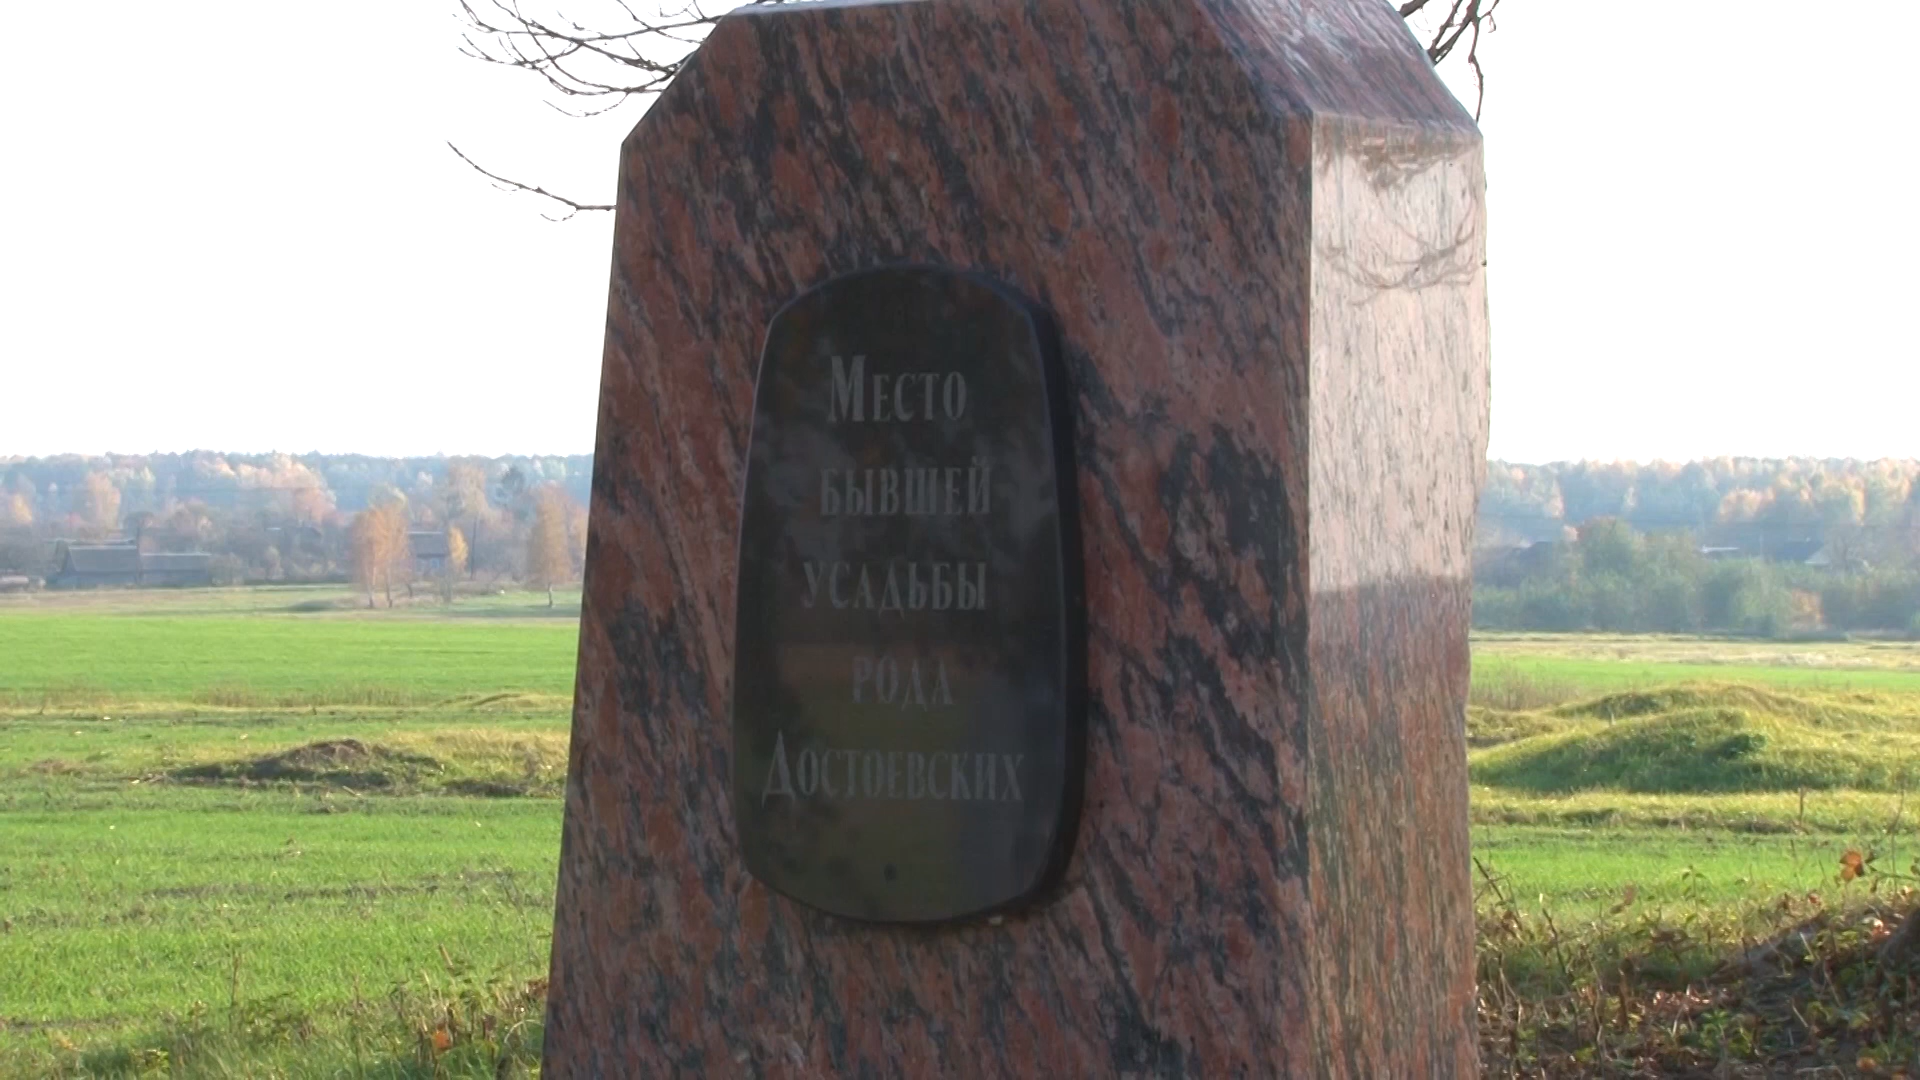 Место
бывшей
усадьбы
рода
Достоевских